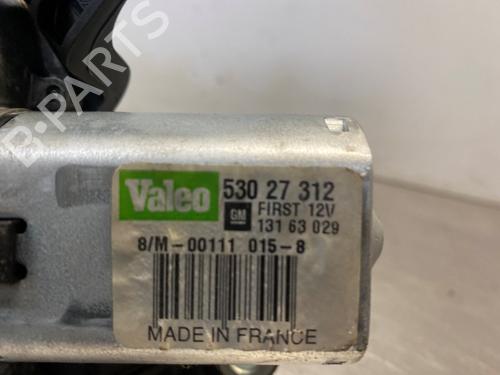 B-PARTS
Valeo 530 27 312
GM FIRST 12V
131 63 029
8/M-00111 015-8
MADE IN FRANCE